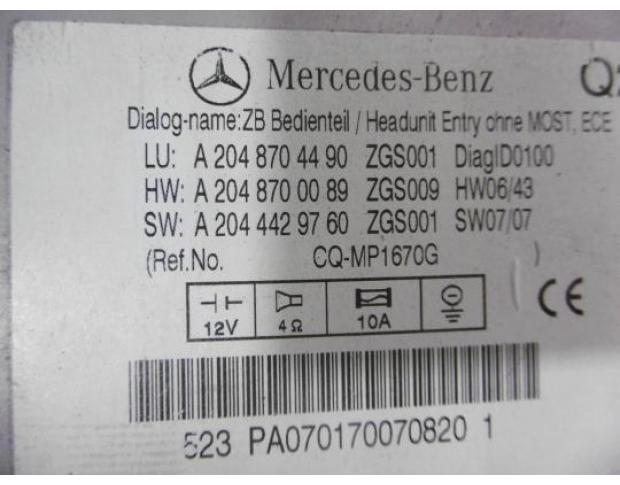 Mercedes-Benz
Dialog-name:ZB Bedienteil / Headunit Entry ohne MOST, ECE
LU: A 204 870 44 90 ZGS001 DiagID0100
HW: A 204 870 00 89 ZGS009 HW06/43
SW: A 204 442 97 60 ZGS001 SW07/07
(Ref.No. CQ-MP1670G )
12V 4Ω 10A
CE
523 PA070170070820 1